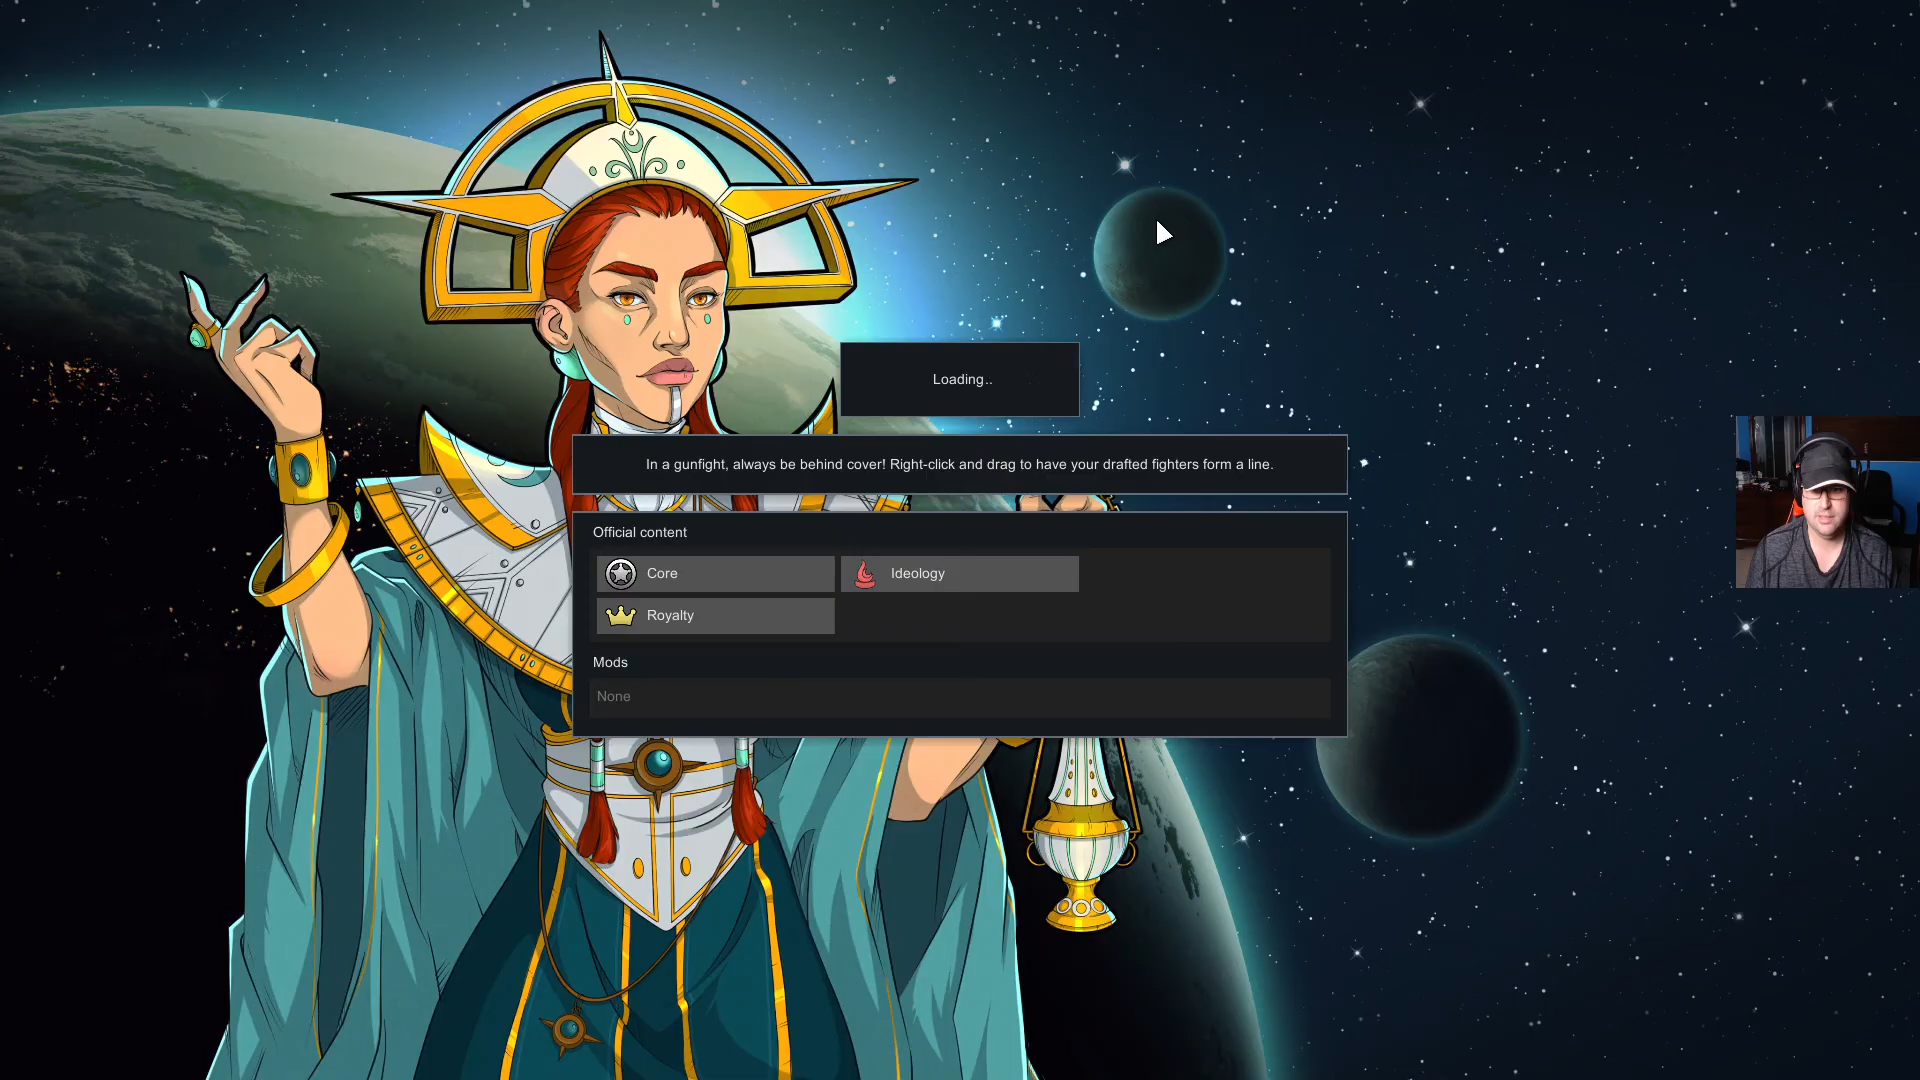 Loading..
In a gunfight, always be behind cover! Right-click and drag to have your drafted fighters form a line.
Official content
Core
Ideology
Royalty
Mods
None